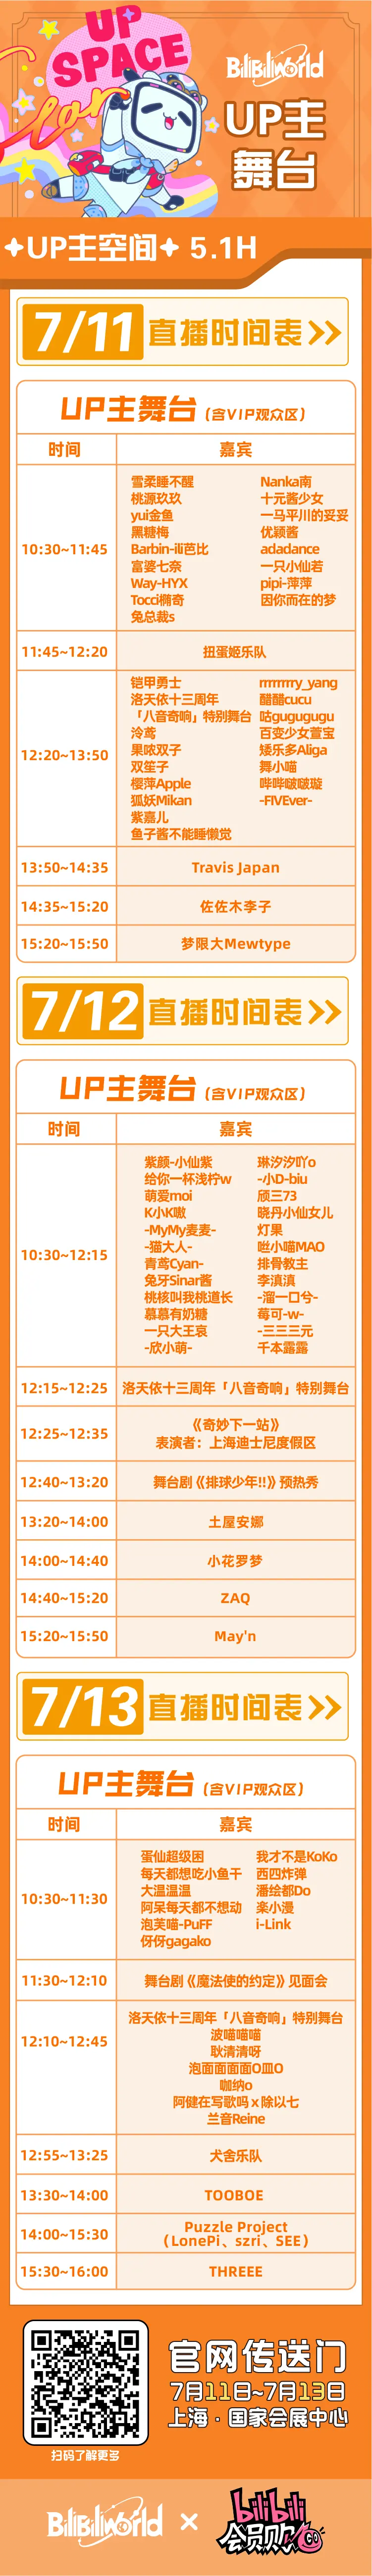 UP
SPACE
BilibiliWorld
UP主
舞台
UP主空间 5.1H
7/11 直播时间表
UP主舞台（含VIP观众区）
时间 嘉宾
10:30~11:45
雪柔睡不醒 Nanka南
桃源玖玖 十元酱少女
yui金鱼 一马平川的妥妥
黑糖梅 优颖酱
Barbin-ili芭比 adadance
富婆七奈 一只小仙若
Way-HYX pipi-萍萍
Tocci椭奇 因你而在的梦
兔总裁s
11:45~12:20 扭蛋姬乐队
12:20~13:50
铠甲勇士 rrrrrrrry_yang
洛天依十三周年 醋醋cucu
「八音奇响」特别舞台 咕gugugugu
泠鸢 百变少女萱宝
果哝双子 矮乐多Aliga
双笙子 舞小喵
樱萍Apple 哔哔啵啵璇
狐妖Mikan -FIVEver-
紫嘉儿
鱼子酱不能睡懒觉
13:50~14:35 Travis Japan
14:35~15:20 佐佐木李子
15:20~15:50 梦限大Mewtype
7/12 直播时间表
UP主舞台（含VIP观众区）
时间 嘉宾
10:30~12:15
紫颜-小仙紫 琳汐汐吖o
给你一杯浅柠w -小D-biu
萌爱moi 颀三73
K小K嗷 晓丹小仙女儿
-MyMy麦麦- 灯果
-猫大人- 咝小喵MAO
青鸢Cyan- 排骨教主
兔牙Sinar酱 李滇滇
桃核叫我桃道长 -溜一口兮-
慕慕有奶糖 莓可-w-
一只大王哀 -三三三元
-欣小萌- 千本露露
12:15~12:25 洛天依十三周年「八音奇响」特别舞台
12:25~12:35
《奇妙下一站》
表演者：上海迪士尼度假区
12:40~13:20 舞台剧《排球少年!!》预热秀
13:20~14:00 土屋安娜
14:00~14:40 小花罗梦
14:40~15:20 ZAQ
15:20~15:50 May'n
7/13 直播时间表
UP主舞台（含VIP观众区）
时间 嘉宾
10:30~11:30
蛋仙超级困 我才不是KoKo
每天都想吃小鱼干 西四炸弹
大温温温 潘绘都Do
阿呆每天都不想动 楽小漫
泡芙喵-PuFF i-Link
伢伢gagako
11:30~12:10 舞台剧《魔法使的约定》见面会
12:10~12:45
洛天依十三周年「八音奇响」特别舞台
波喵喵喵
耿清清呀
泡面面面面O皿O
咖纳o
阿健在写歌吗 x 除以七
兰音Reine
12:55~13:25 犬舍乐队
13:30~14:00 TOOBOE
14:00~15:30
Puzzle Project
（LonePi、szri、SEE）
15:30~16:00 THREEE
官网传送门
7月11日~7月13日
上海·国家会展中心
扫码了解更多
BilibiliWorld × bilibili
会员购